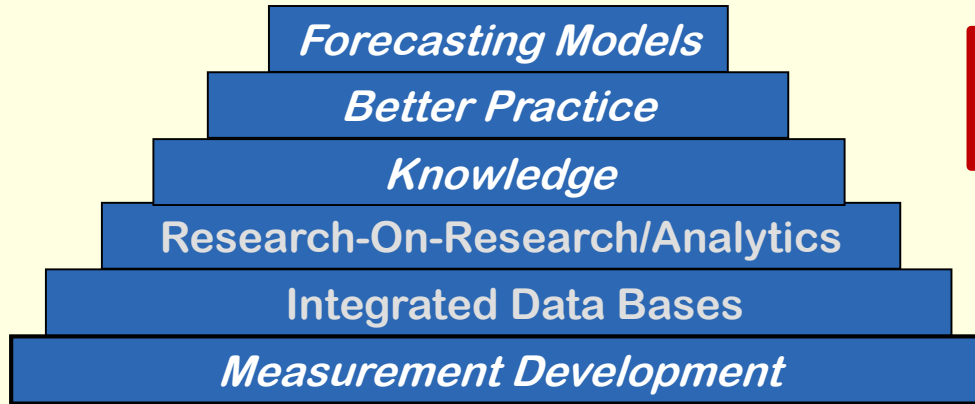 Forecasting Models
Better Practice
Knowledge
Research-On-Research/Analytics
Integrated Data Bases
Measurement Development